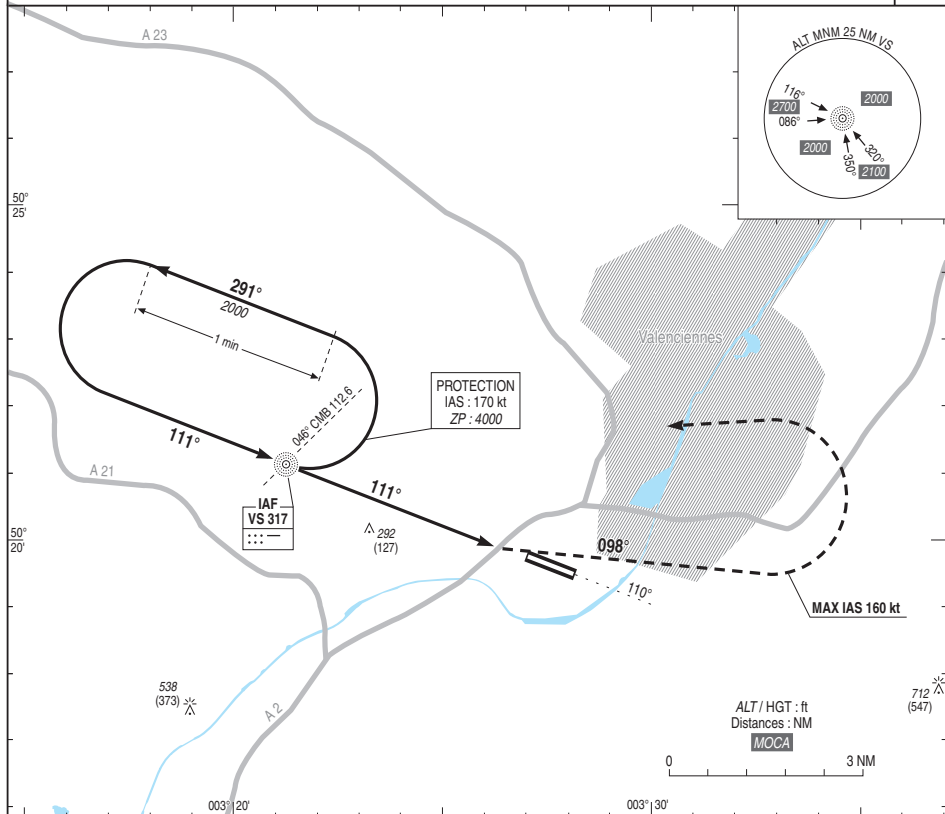 A 23
ALT MNM 25 NM VS
116°
2700
086°
2000
2000
320°
350°
2100
50°
25'
291°
2000
1 min
Valenciennes
PROTECTION
IAS : 170 kt
ZP : 4000
046° CMB 112.6
111°
A 21
111°
IAF
VS 317
292
(127)
50°
20'
098°
110°
MAX IAS 160 kt
538
(373)
A 2
712
(547)
ALT / HGT : ft
Distances : NM
MOCA
0 3 NM
003° 20'
003° 30'